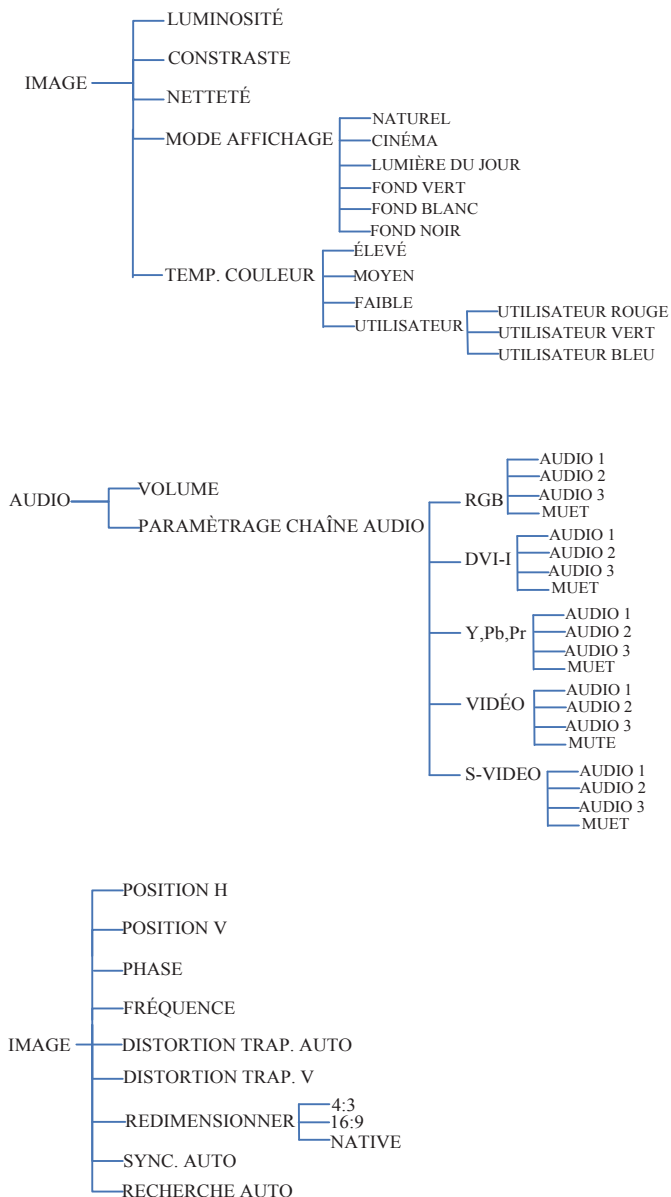 LUMINOSITÉ
CONSTRASTE
IMAGE
NETTETÉ
MODE AFFICHAGE
NATUREL
CINÉMA
LUMIÈRE DU JOUR
FOND VERT
FOND BLANC
FOND NOIR
TEMP. COULEUR
ÉLEVÉ
MOYEN
FAIBLE
UTILISATEUR
UTILISATEUR ROUGE
UTILISATEUR VERT
UTILISATEUR BLEU
AUDIO
VOLUME
PARAMÈTRAGE CHAÎNE AUDIO
RGB
AUDIO 1
AUDIO 2
AUDIO 3
MUET
DVI-I
AUDIO 1
AUDIO 2
AUDIO 3
MUET
Y,Pb,Pr
AUDIO 1
AUDIO 2
AUDIO 3
MUET
VIDÉO
AUDIO 1
AUDIO 2
AUDIO 3
MUTE
S-VIDEO
AUDIO 1
AUDIO 2
AUDIO 3
MUET
IMAGE
POSITION H
POSITION V
PHASE
FRÉQUENCE
DISTORTION TRAP. AUTO
DISTORTION TRAP. V
REDIMENSIONNER
4:3
16:9
NATIVE
SYNC. AUTO
RECHERCHE AUTO